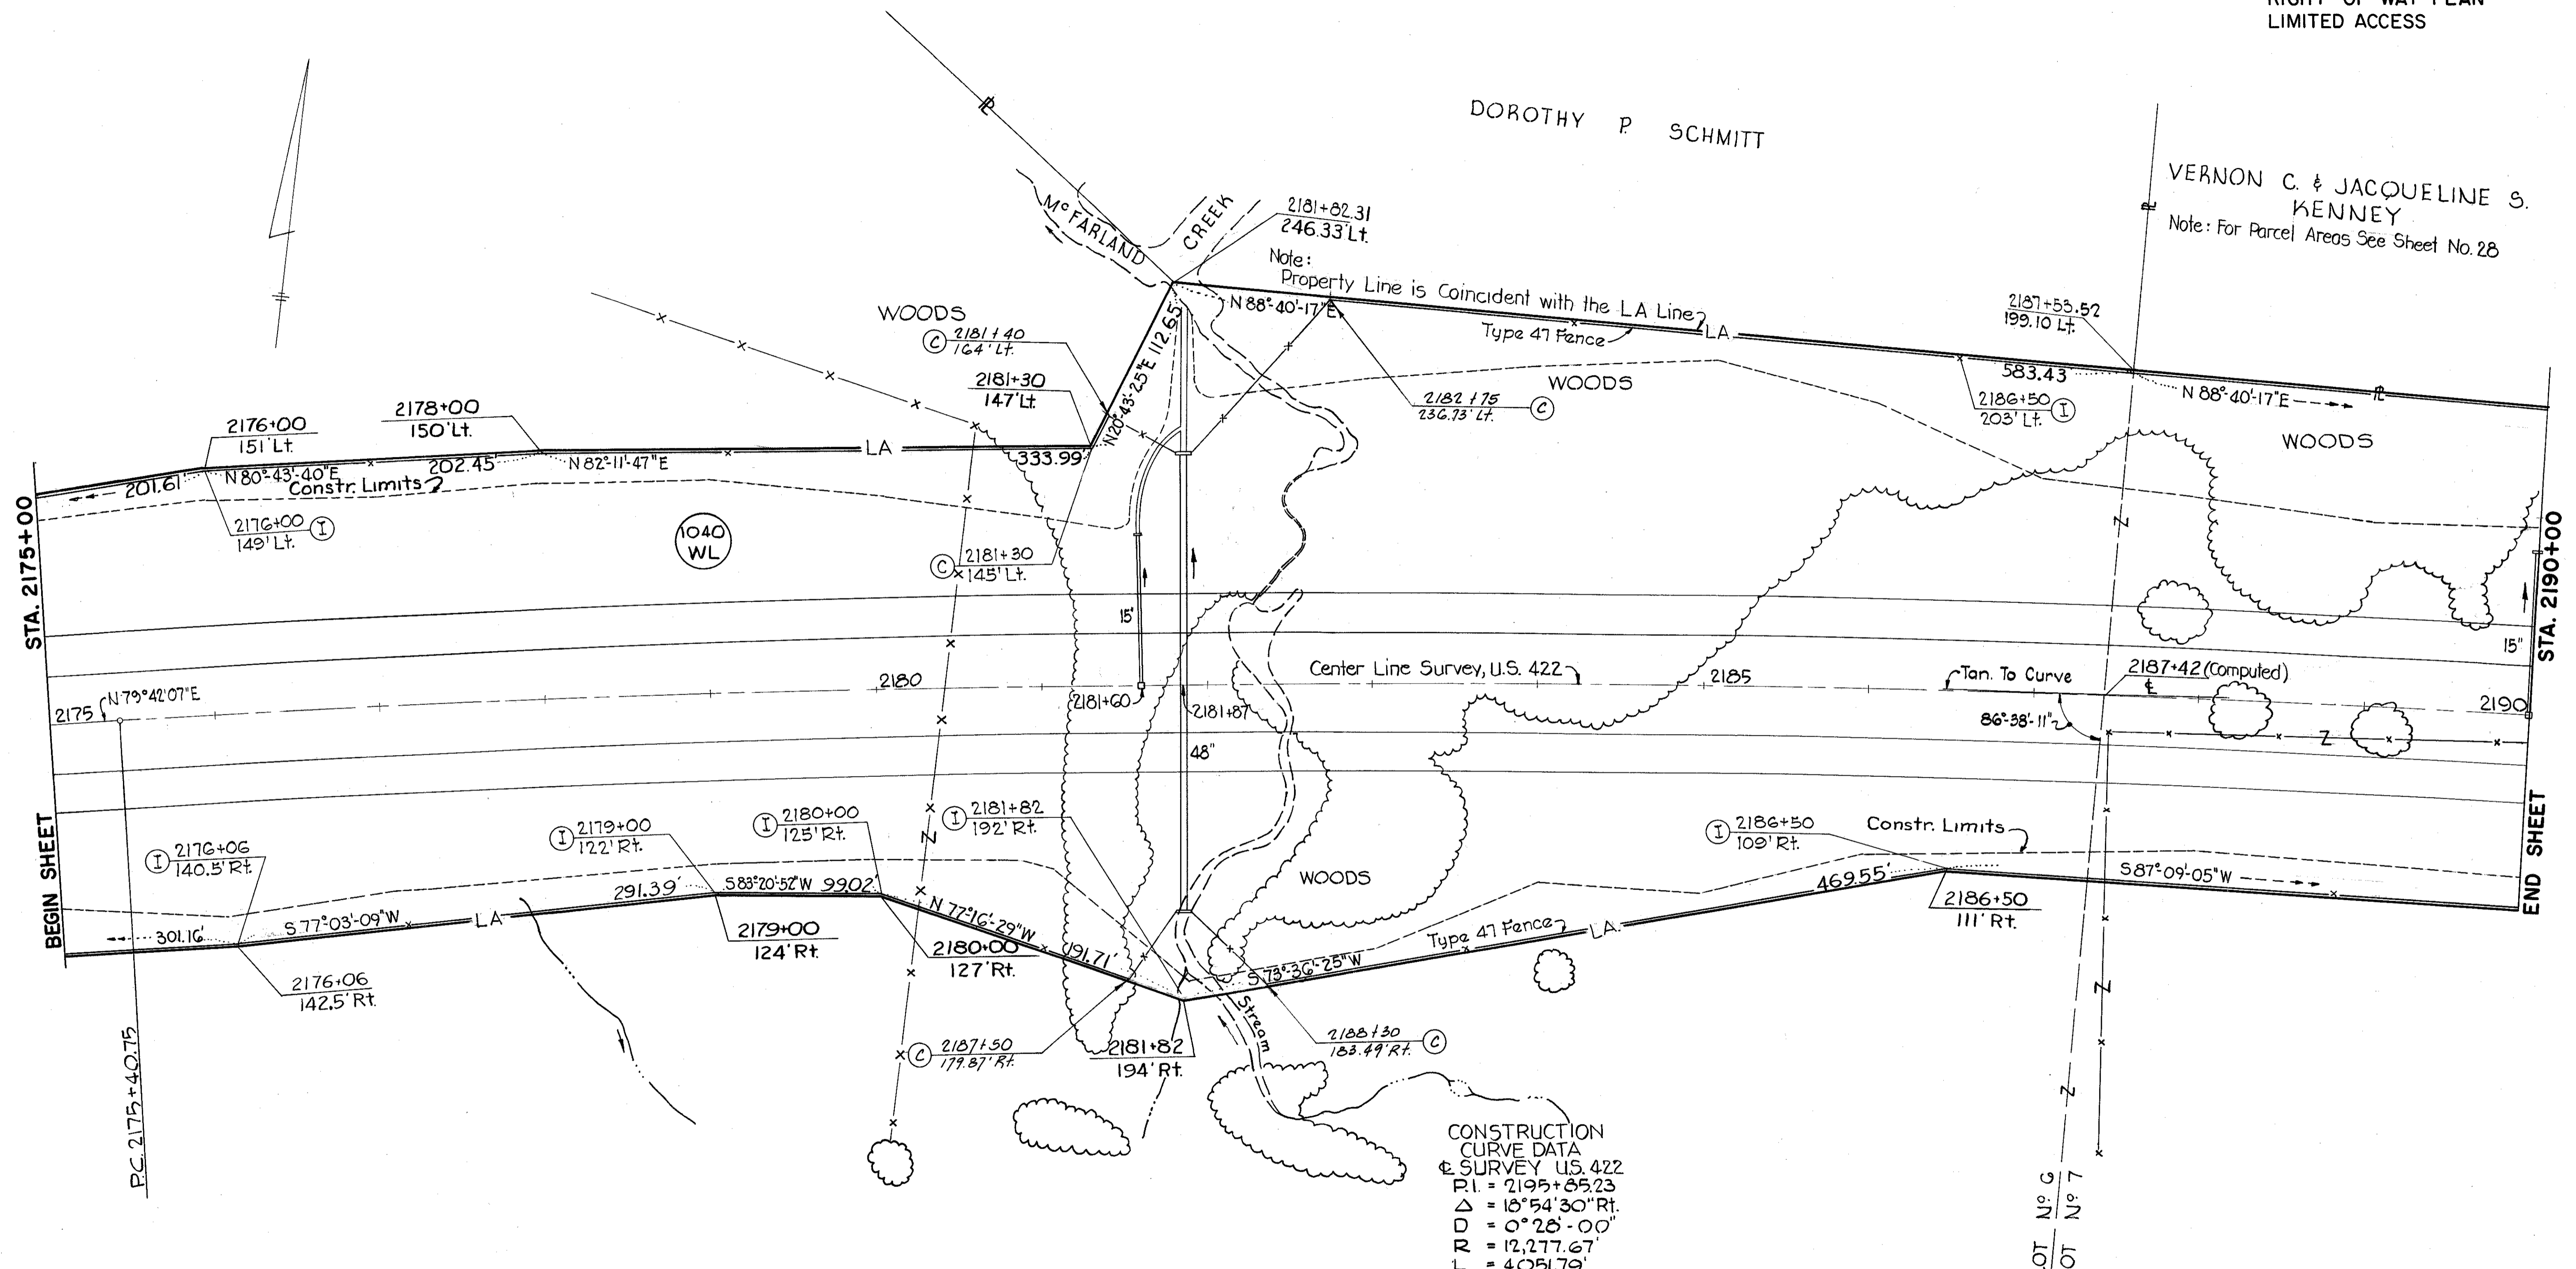 RIGHT OF WAY PLAN
LIMITED ACCESS
DOROTHY P. SCHMITT
VERNON C. & JACQUELINE S.
KENNEY
Note: For Parcel Areas See Sheet No. 28
McFARLAND
CREEK
2181+82.31
246.33' Lt.
Note:
Property Line is Coincident with the LA Line
N 88°-40'-17"E
Type 47 Fence
LA
2187+53.52
199.10 Lt.
583.43
N 88°-40'-17"E
PL
2186+50 I
203' Lt.
WOODS
WOODS
2182+75 C
236.73' Lt.
WOODS
C 2181+40
164' Lt.
2181+30
147' Lt.
N20°-43'-25"E 112.65'
2176+00
151' Lt.
2178+00
150' Lt.
LA
333.99'
201.61'
N 80°-43'-40"E
202.45'
N 82°-11'-47"E
Constr. Limits
2176+00 I
149' Lt.
1040
WL
C 2181+30
145' Lt.
STA. 2175+00
STA. 2190+00
15'
15"
2175
N 79°42'07"E
2180
2181+60
2181+87
Center Line Survey, U.S. 422
2185
Tan. To Curve
2187+42 (Computed)
℄
86°-38'-11"
2190
Z
Z
48"
BEGIN SHEET
END SHEET
I 2176+06
140.5' Rt.
I 2179+00
122' Rt.
I 2180+00
125' Rt.
I 2181+82
192' Rt.
Z
I 2186+50
109' Rt.
Constr. Limits
WOODS
301.16'
S 77°-03'-09"W
LA
291.39'
S 83°-20'-52"W 99.02'
N 77°-16'-29"W
191.71'
S 73°-36'-25"W
Type 47 Fence
LA
469.55'
S 87°-09'-05"W
2176+06
142.5' Rt.
2179+00
124' Rt.
2180+00
127' Rt.
2186+50
111' Rt.
Z
Z
C 2187+50
179.87' Rt.
2181+82
194' Rt.
Stream
2188+30 C
183.49' Rt.
P.C. 2175+40.75
CONSTRUCTION
CURVE DATA
℄ SURVEY U.S. 422
P.I. = 2195+85.23
Δ = 18°54'30" Rt.
D = 0°28'-00"
R = 12,277.67'
L = 4051.79'
LOT No. 6
LOT No. 7